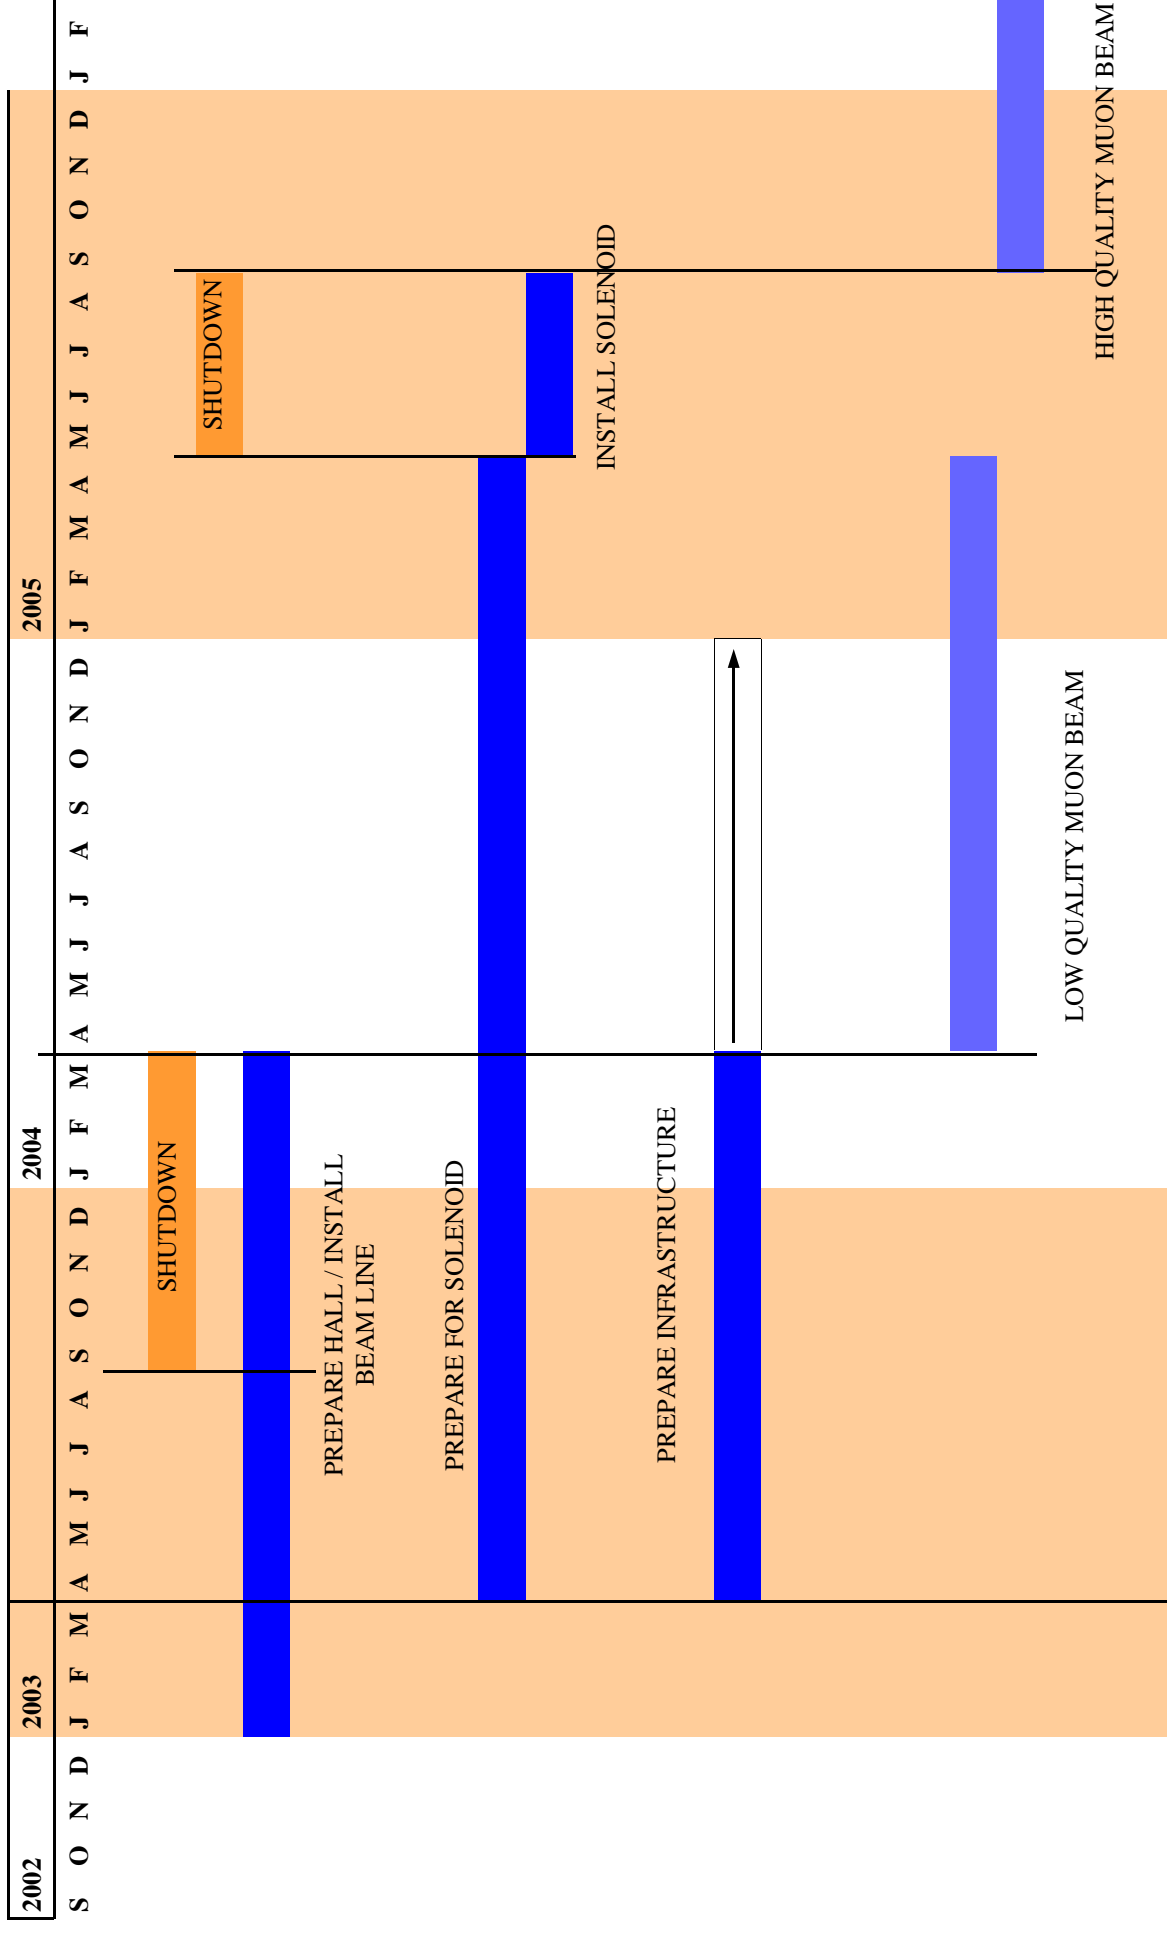 2002 2003 2004 2005
S O N D J F M A M J J A S O N D J F M A M J J A S O N D J F M A M J J A S O N D J F
SHUTDOWN
SHUTDOWN
PREPARE HALL / INSTALL
BEAM LINE
PREPARE FOR SOLENOID
INSTALL SOLENOID
PREPARE INFRASTRUCTURE
LOW QUALITY MUON BEAM
HIGH QUALITY MUON BEAM